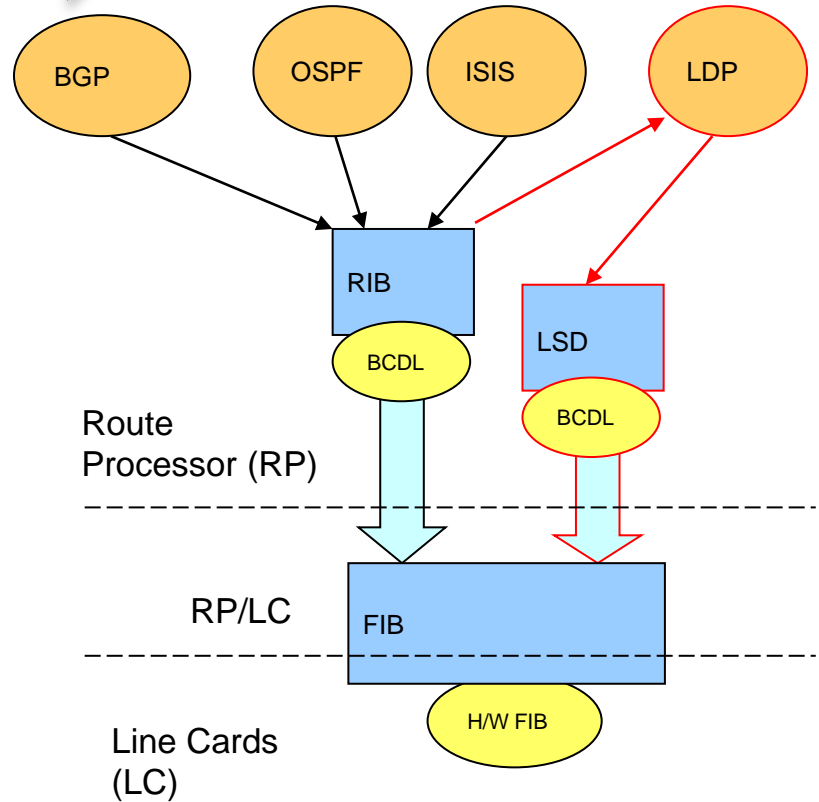 BGP
OSPF
ISIS
LDP
RIB
LSD
BCDL
BCDL
Route
Processor (RP)
RP/LC
FIB
H/W FIB
Line Cards
(LC)